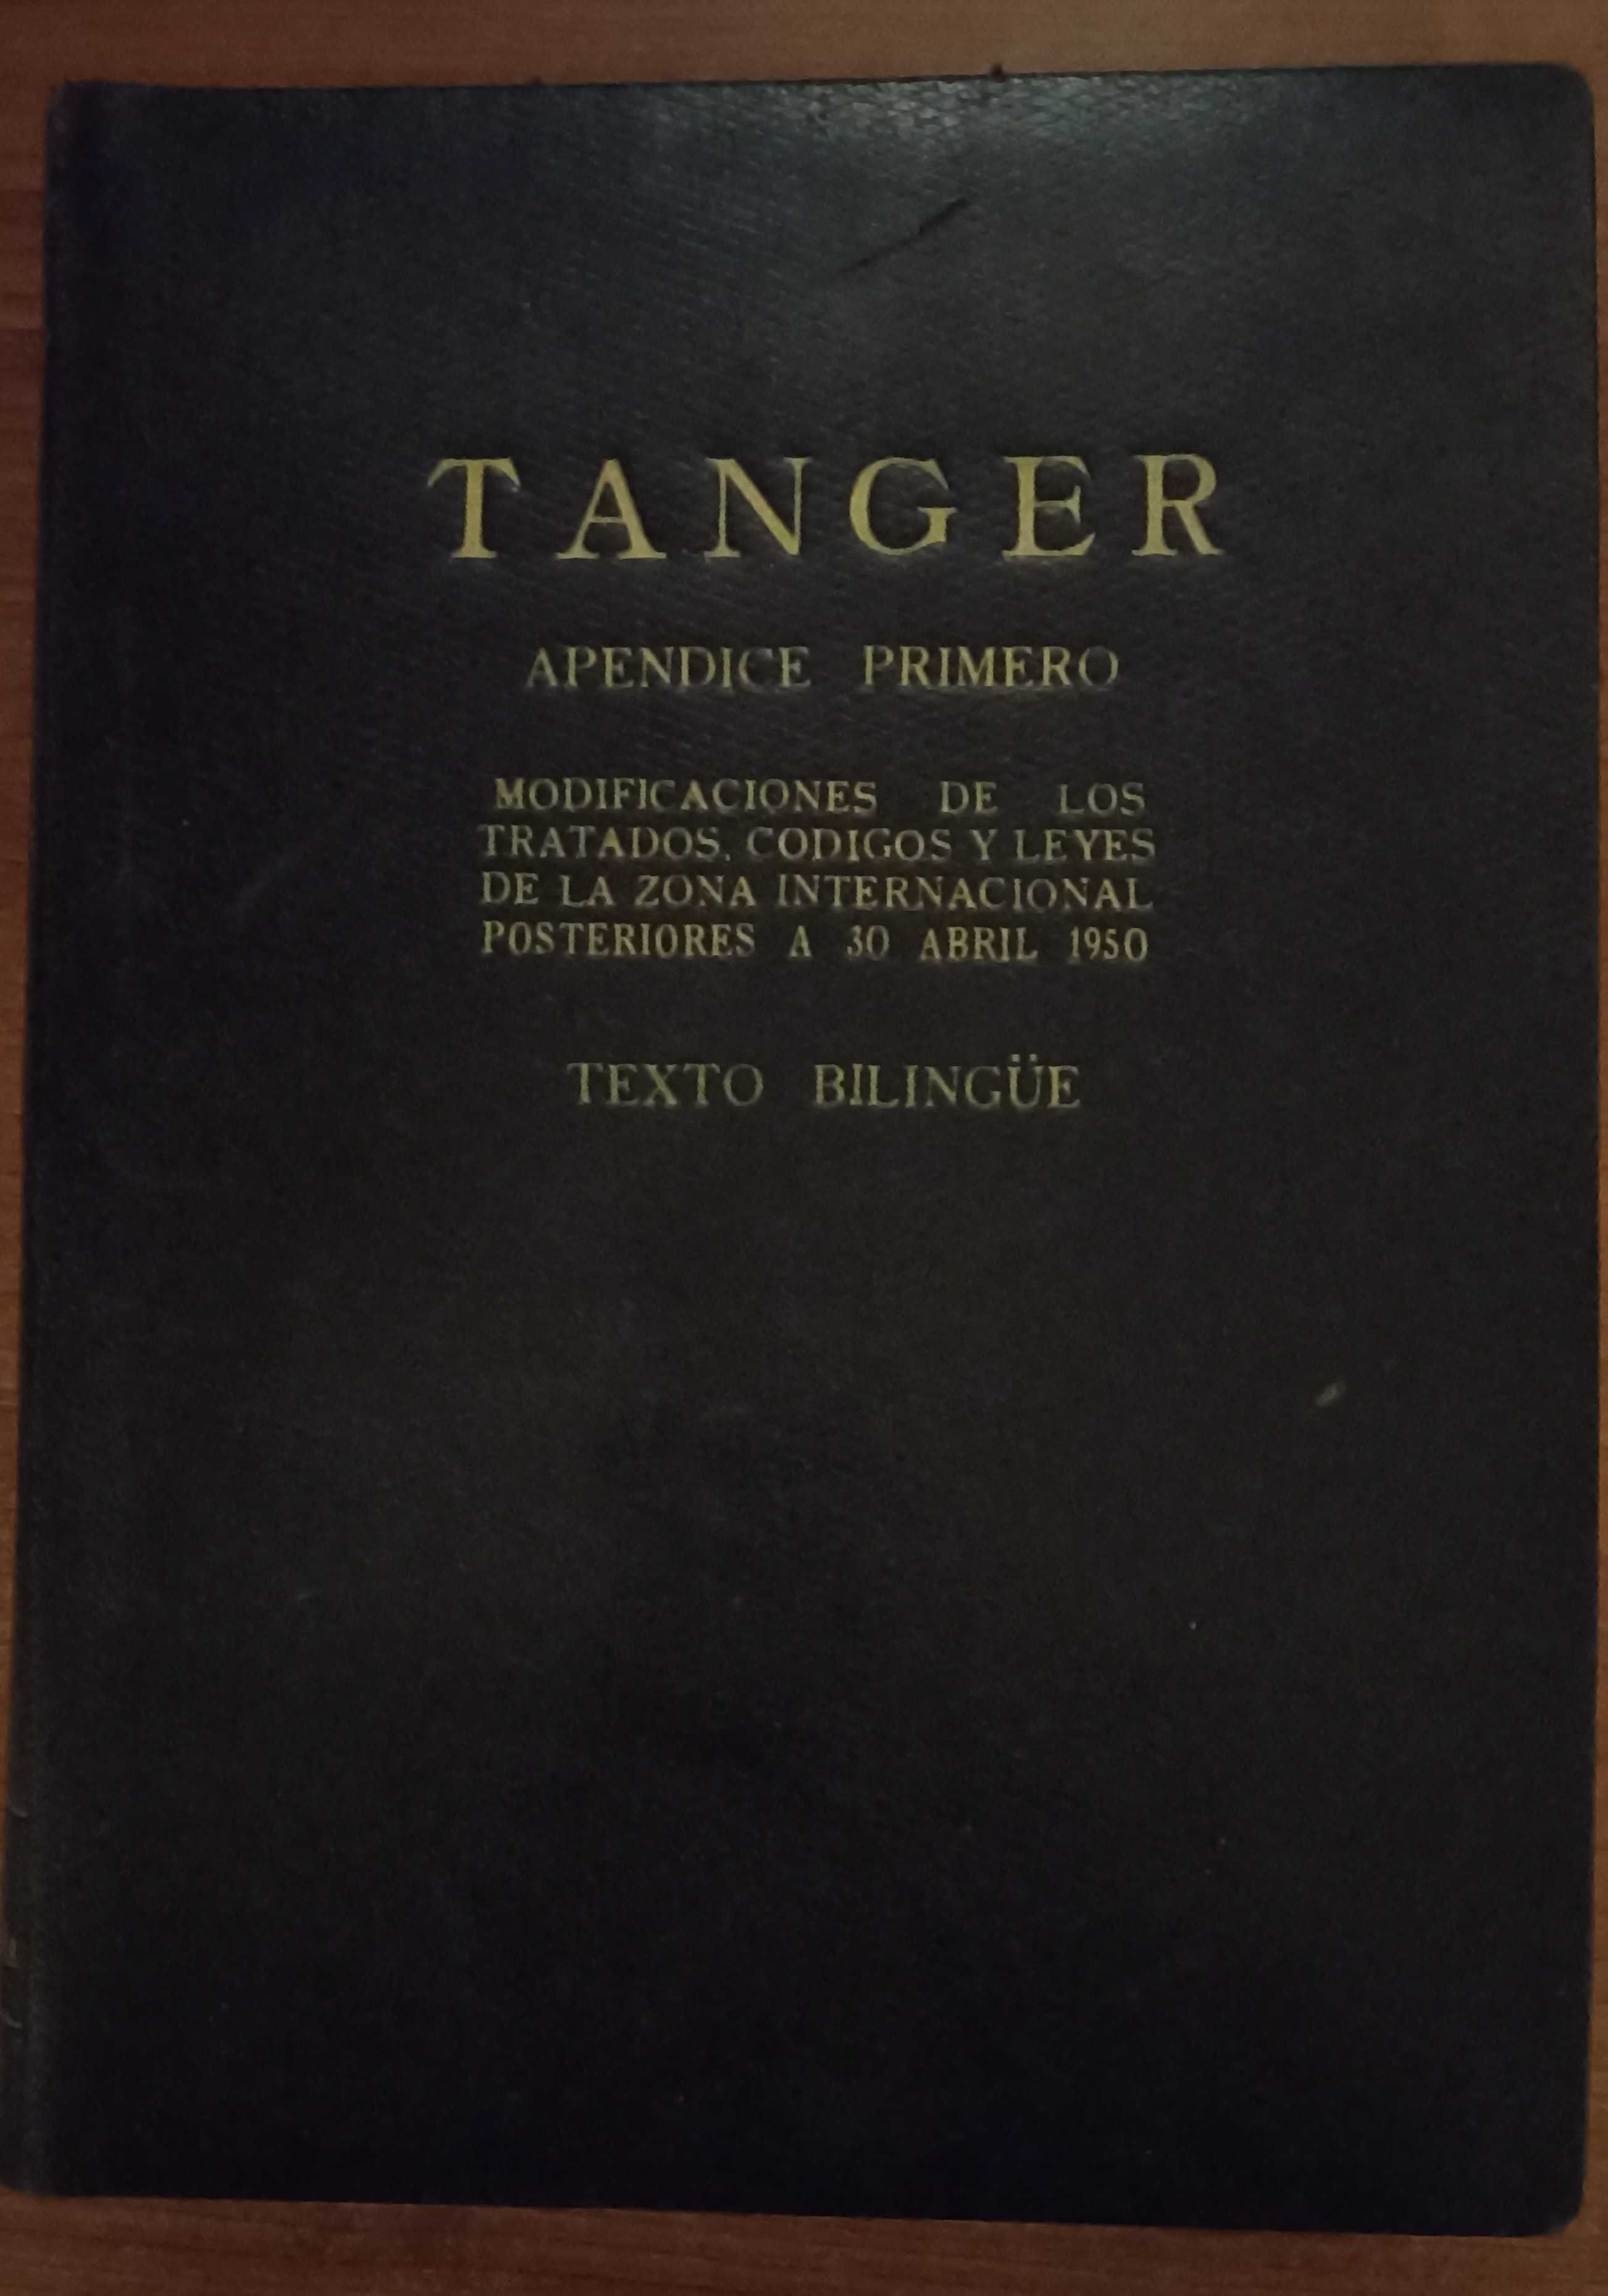 TANGER
APENDICE PRIMERO
MODIFICACIONES DE LOS
TRATADOS, CODIGOS Y LEYES
DE LA ZONA INTERNACIONAL
POSTERIORES A 30 ABRIL 1950
TEXTO BILINGÜE